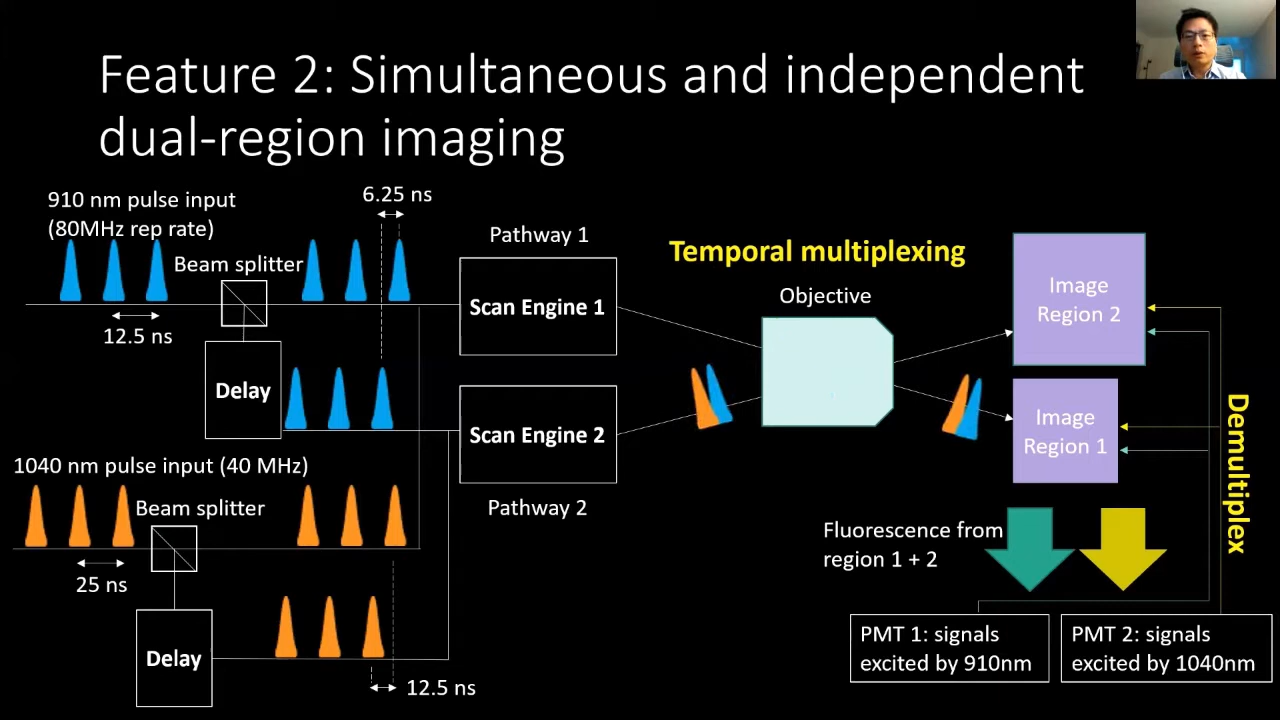 Feature 2: Simultaneous and independent
dual-region imaging
910 nm pulse input
(80MHz rep rate)
6.25 ns
Beam splitter
12.5 ns
Delay
Pathway 1
Scan Engine 1
Scan Engine 2
Pathway 2
1040 nm pulse input (40 MHz)
Beam splitter
25 ns
Delay
12.5 ns
Temporal multiplexing
Objective
Image
Region 2
Image
Region 1
Demultiplex
Fluorescence from
region 1 + 2
PMT 1: signals
excited by 910nm
PMT 2: signals
excited by 1040nm